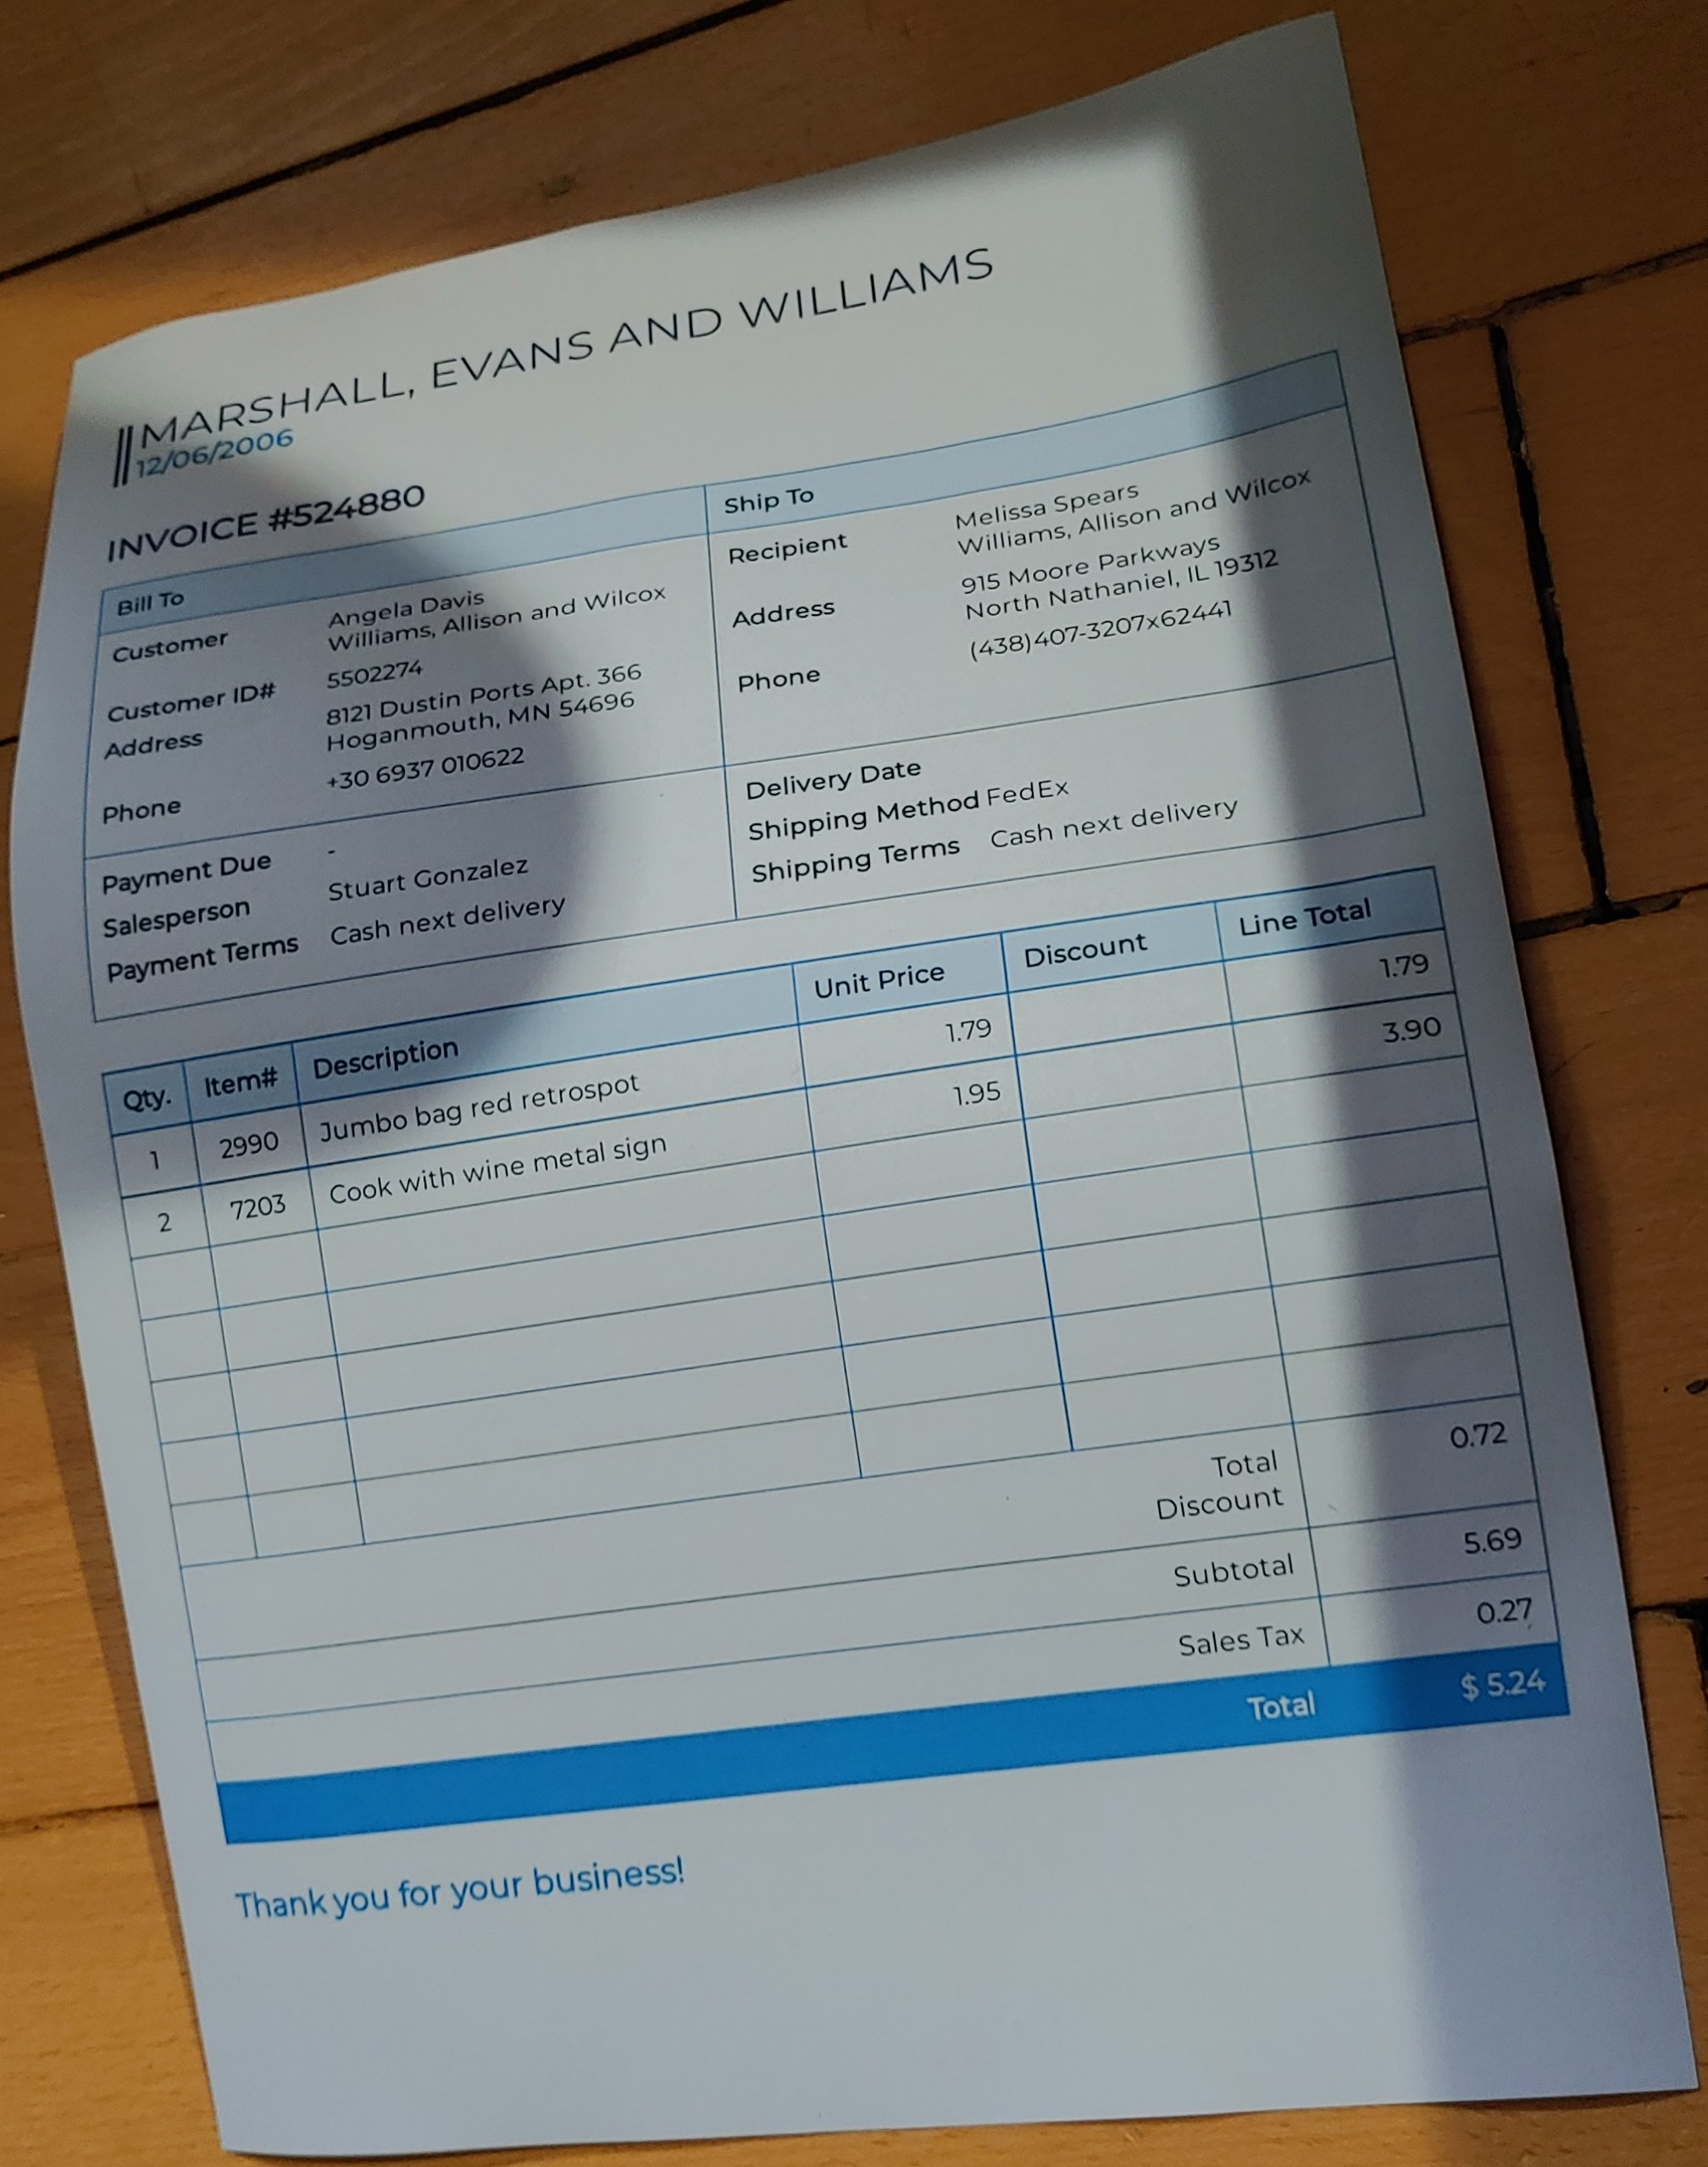 MARSHALL, EVANS AND WILLIAMS
12/06/2006
INVOICE #524880
Bill To
Customer Angela Davis
Williams, Allison and Wilcox
Customer ID# 5502274
Address 8121 Dustin Ports Apt. 366
Hoganmouth, MN 54696
Phone +30 6937 010622
Ship To
Recipient Melissa Spears
Williams, Allison and Wilcox
Address 915 Moore Parkways
North Nathaniel, IL 19312
Phone (438)407-3207x62441
Payment Due -
Salesperson Stuart Gonzalez
Payment Terms Cash next delivery
Delivery Date
Shipping Method FedEx
Shipping Terms Cash next delivery
Qty. Item# Description Unit Price Discount Line Total
1 2990 Jumbo bag red retrospot 1.79 1.79
2 7203 Cook with wine metal sign 1.95 3.90
Total
Discount 0.72
Subtotal 5.69
Sales Tax 0.27
Total $ 5.24
Thank you for your business!